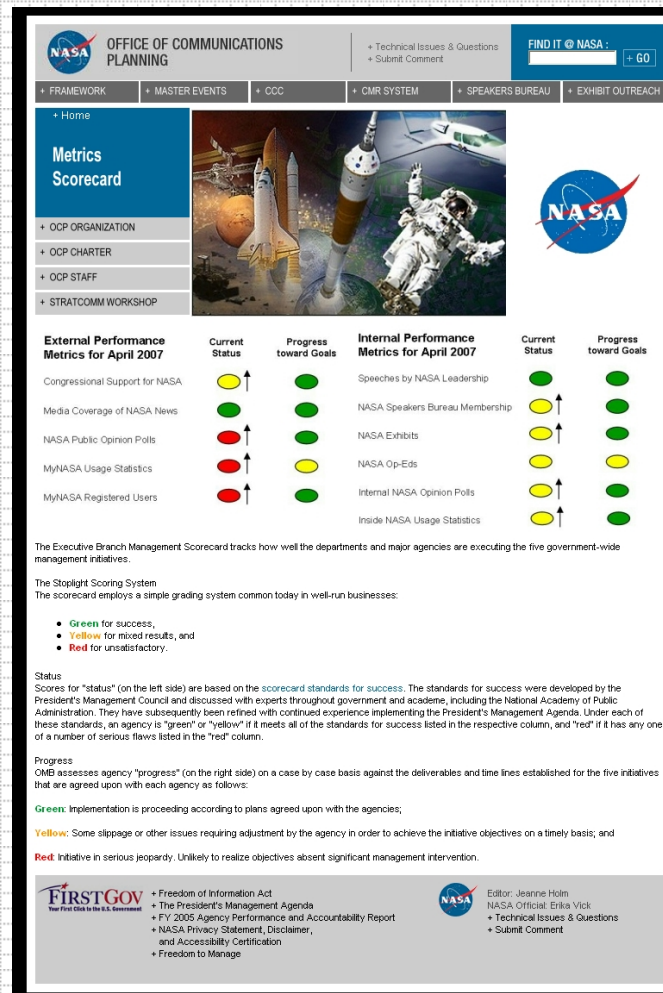 NASA
OFFICE OF COMMUNICATIONS
PLANNING
+ Technical Issues & Questions
+ Submit Comment
FIND IT @ NASA :
+ GO
+ FRAMEWORK
+ MASTER EVENTS
+ CCC
+ CMR SYSTEM
+ SPEAKERS BUREAU
+ EXHIBIT OUTREACH
+ Home
Metrics
Scorecard
+ OCP ORGANIZATION
+ OCP CHARTER
+ OCP STAFF
+ STRATCOMM WORKSHOP
NASA
External Performance
Metrics for April 2007
Current
Status
Progress
toward Goals
Congressional Support for NASA
Media Coverage of NASA News
NASA Public Opinion
Polls
MyNASA Usage Statistics
MyNASA Registered Users
Internal Performance
Metrics for April 2007
Current
Status
Progress
toward Goals
Speeches by NASA Leadership
NASA Speakers Bureau Membership
NASA Exhibits
NASA Op-Eds
Internal NASA Opinion Polls
Inside NASA Usage Statistics
The Executive Branch Management Scorecard tracks how well the departments and major agencies are executing the five government-wide
management initiatives.
The Stoplight Scoring System
The scorecard employs a simple grading system common today in well-run businesses:
● Green for success,
● Yellow for mixed results, and
● Red for unsatisfactory.
Status
Scores for "status" (on the left side) are based on the scorecard standards for success. The standards for success were developed by the
President's Management Council and discussed with experts throughout government and academe, including the National Academy of Public
Administration. They have subsequently been refined with continued experience implementing the President's Management Agenda. Under each of
these standards, an agency is "green" or "yellow" if it meets all of the standards for success listed in the respective column, and "red" if it has any one
of a number of serious flaws listed in the "red" column.
Progress
OMB assesses agency "progress" (on the right side) on a case by case basis against the deliverables and time lines established for the five initiatives
that are agreed upon with each agency as follows:
Green: Implementation is proceeding according to plans agreed upon with the agencies;
Yellow: Some slippage or other issues requiring adjustment by the agency in order to achieve the initiative objectives on a timely basis; and
Red: Initiative in serious jeopardy. Unlikely to realize objectives absent significant management intervention.
FIRSTGOV
Your First Click to the U.S. Government
+ Freedom of Information Act
+ The President's Management Agenda
+ FY 2005 Agency Performance and Accountability Report
+ NASA Privacy Statement, Disclaimer,
and Accessibility Certification
+ Freedom to Manage
NASA
Editor: Jeanne Holm
NASA Official: Erika Vick
+ Technical Issues & Questions
+ Submit Comment